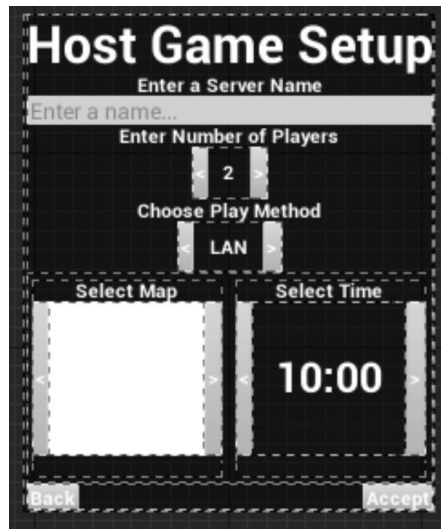 Host Game Setup
Enter a Server Name
Enter a name...
Enter Number of Players
< 2 >
Choose Play Method
< LAN >
Select Map
Select Time
< >
< 10:00 >
Back
Accept